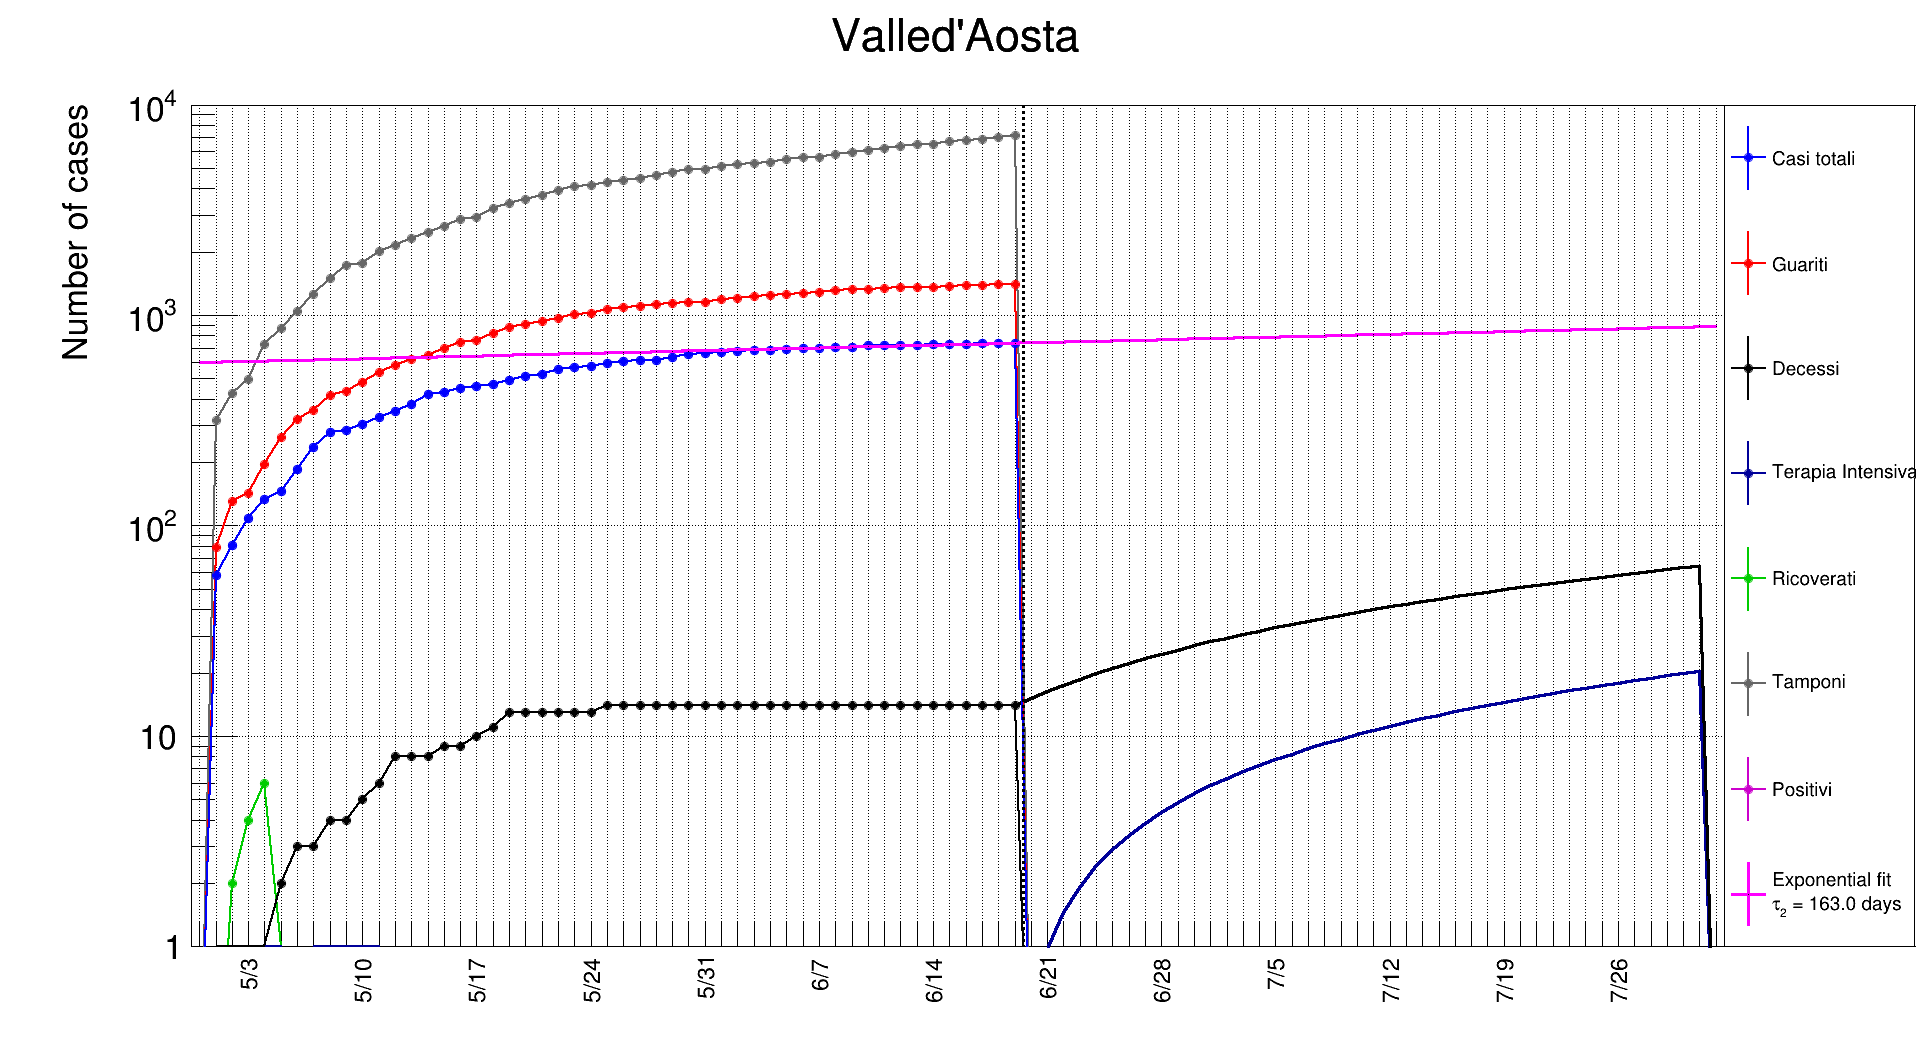 Valled'Aosta
Number of cases
10^4
10^3
10^2
10
1
5/3
5/10
5/17
5/24
5/31
6/7
6/14
6/21
6/28
7/5
7/12
7/19
7/26
Casi totali
Guariti
Decessi
Terapia Intensiva
Ricoverati
Tamponi
Positivi
Exponential fit
τ_2 = 163.0 days